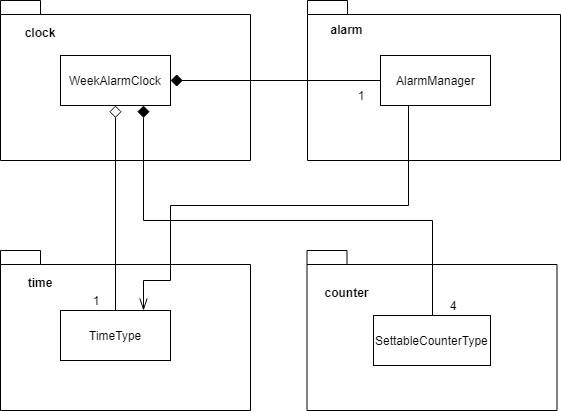 clock
alarm
WeekAlarmClock
AlarmManager
1
time
counter
1
4
TimeType
SettableCounterType